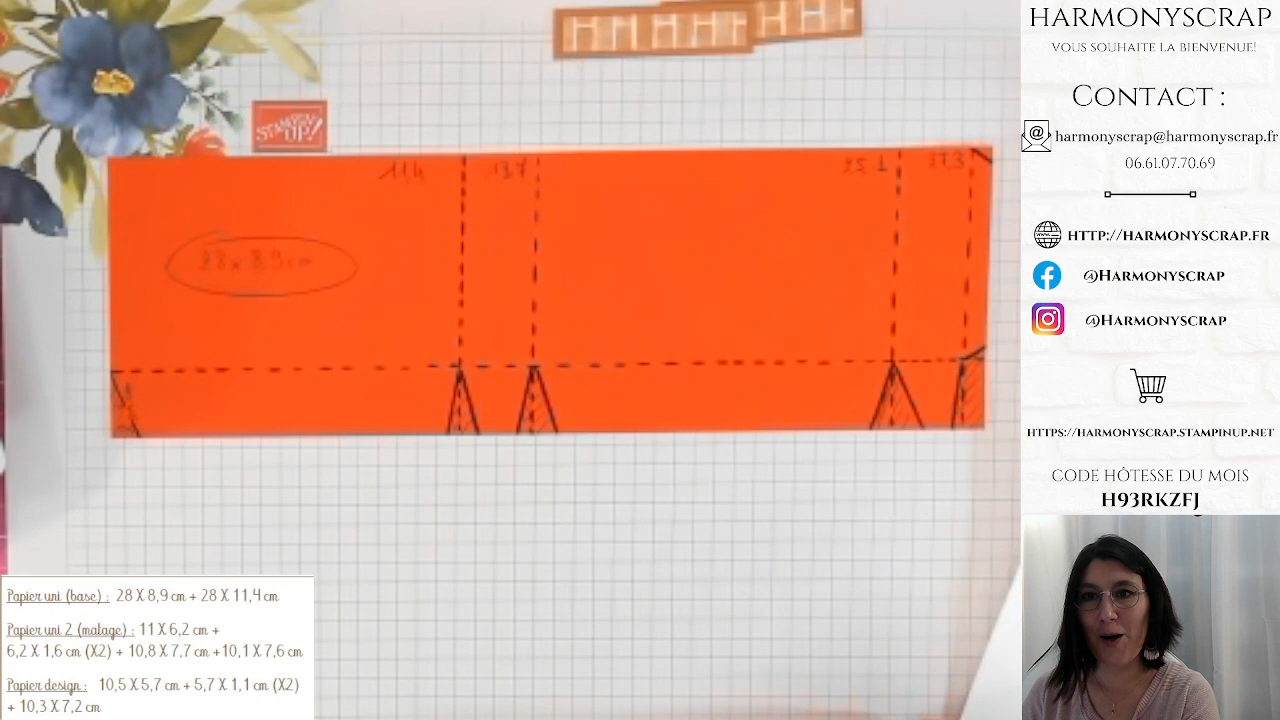 STAMPIN'
UP!
11,4
13,7
25,1
27,3
28 x 8,9 cm
Papier uni (base) : 28 X 8,9 cm + 28 X 11,4 cm
Papier uni 2 (matage) : 11 X 6,2 cm +
6,2 X 1,6 cm (X2) + 10,8 X 7,7 cm +10,1 X 7,6 cm
Papier design : 10,5 X 5,7 cm + 5,7 X 1,1 cm (X2)
+ 10,3 X 7,2 cm
HARMONYSCRAP
VOUS SOUHAITE LA BIENVENUE!
CONTACT :
harmonyscrap@harmonyscrap.fr
06.61.07.70.69
HTTP://HARMONYSCRAP.FR
@HARMONYSCRAP
@HARMONYSCRAP
HTTPS://HARMONYSCRAP.STAMPINUP.NET
CODE HÔTESSE DU MOIS
H93RKZFJ